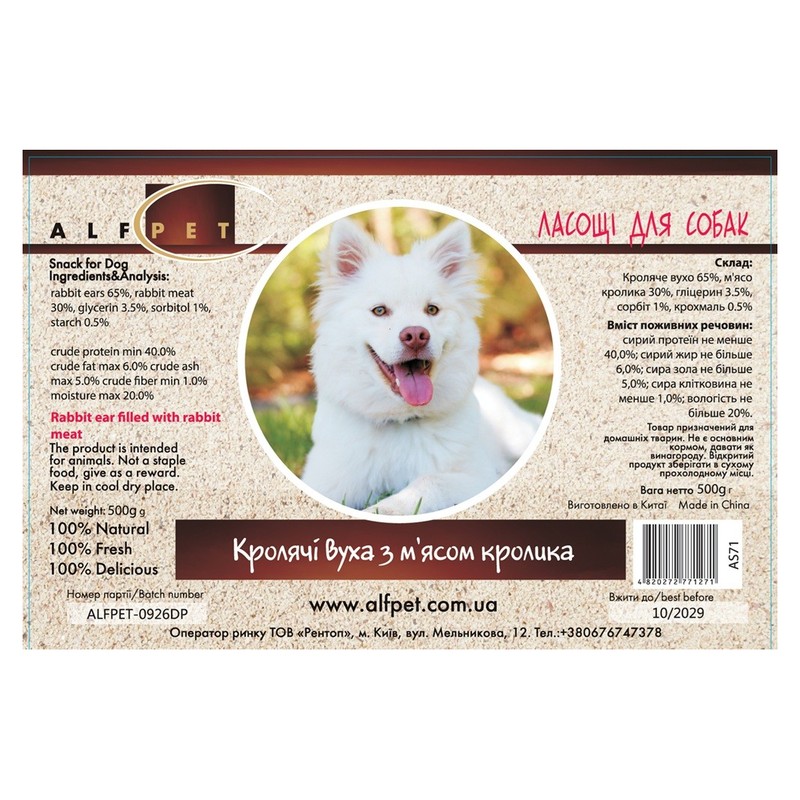 ALFPET
Snack for Dog
Ingredients&Analysis:
rabbit ears 65%, rabbit meat
30%, glycerin 3.5%, sorbitol 1%,
starch 0.5%
crude protein min 40.0%
crude fat max 6.0% crude ash
max 5.0% crude fiber min 1.0%
moisture max 20.0%
Rabbit ear filled with rabbit
meat
The product is intended
for animals. Not a staple
food, give as a reward.
Keep in cool dry place.
Net weight: 500g g
100% Natural
100% Fresh
100% Delicious
Номер партії/Batch number
ALFPET-0926DP
ЛАСОЩІ ДЛЯ СОБАК
Склад:
Кроляче вухо 65%, м'ясо
кролика 30%, гліцерин 3.5%,
сорбіт 1%, крохмаль 0.5%
Вміст поживних речовин:
сирий протеїн не менше
40,0%; сирий жир не більше
6,0%; сира зола не більше
5,0%; сира клітковина не
менше 1,0%; вологість не
більше 20%.
Товар призначений для
домашніх тварин. Не є основним
кормом, давати як
винагороду. Відкритий
продукт зберігати в сухому
прохолодному місці.
Вага нетто 500g г
Виготовлено в Китаї Made in China
Кролячі вуха з м'ясом кролика
4 820272 771271
AS71
www.alfpet.com.ua
Вжити до/best before
10/2029
Оператор ринку ТОВ «Рентоп», м. Київ, вул. Мельникова, 12. Тел.:+380676747378